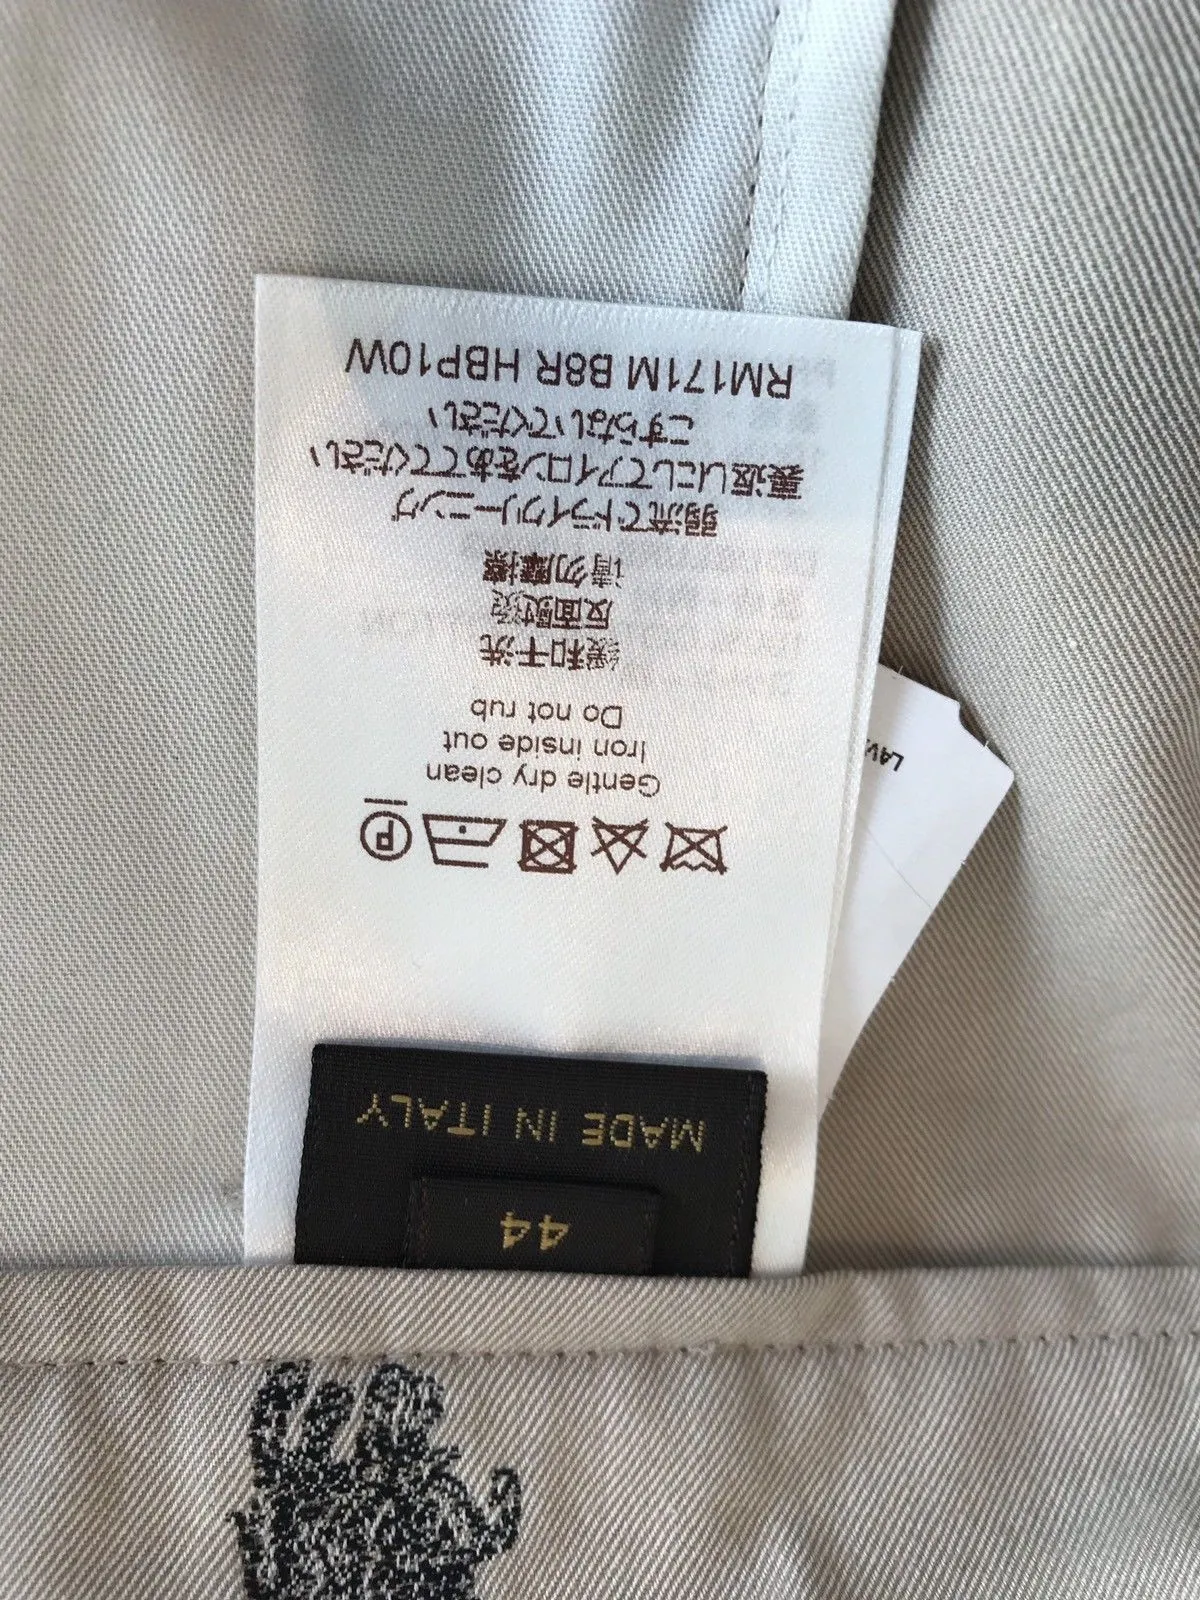 44
MADE IN ITALY
P
Gentle dry clean
Iron inside out
Do not rub
缓和干洗
反面熨烫
请勿摩擦
弱流でドライクリーニング
裏返しにしてアイロンをあててください
こすらないでください
RM171M B8R HBP10W